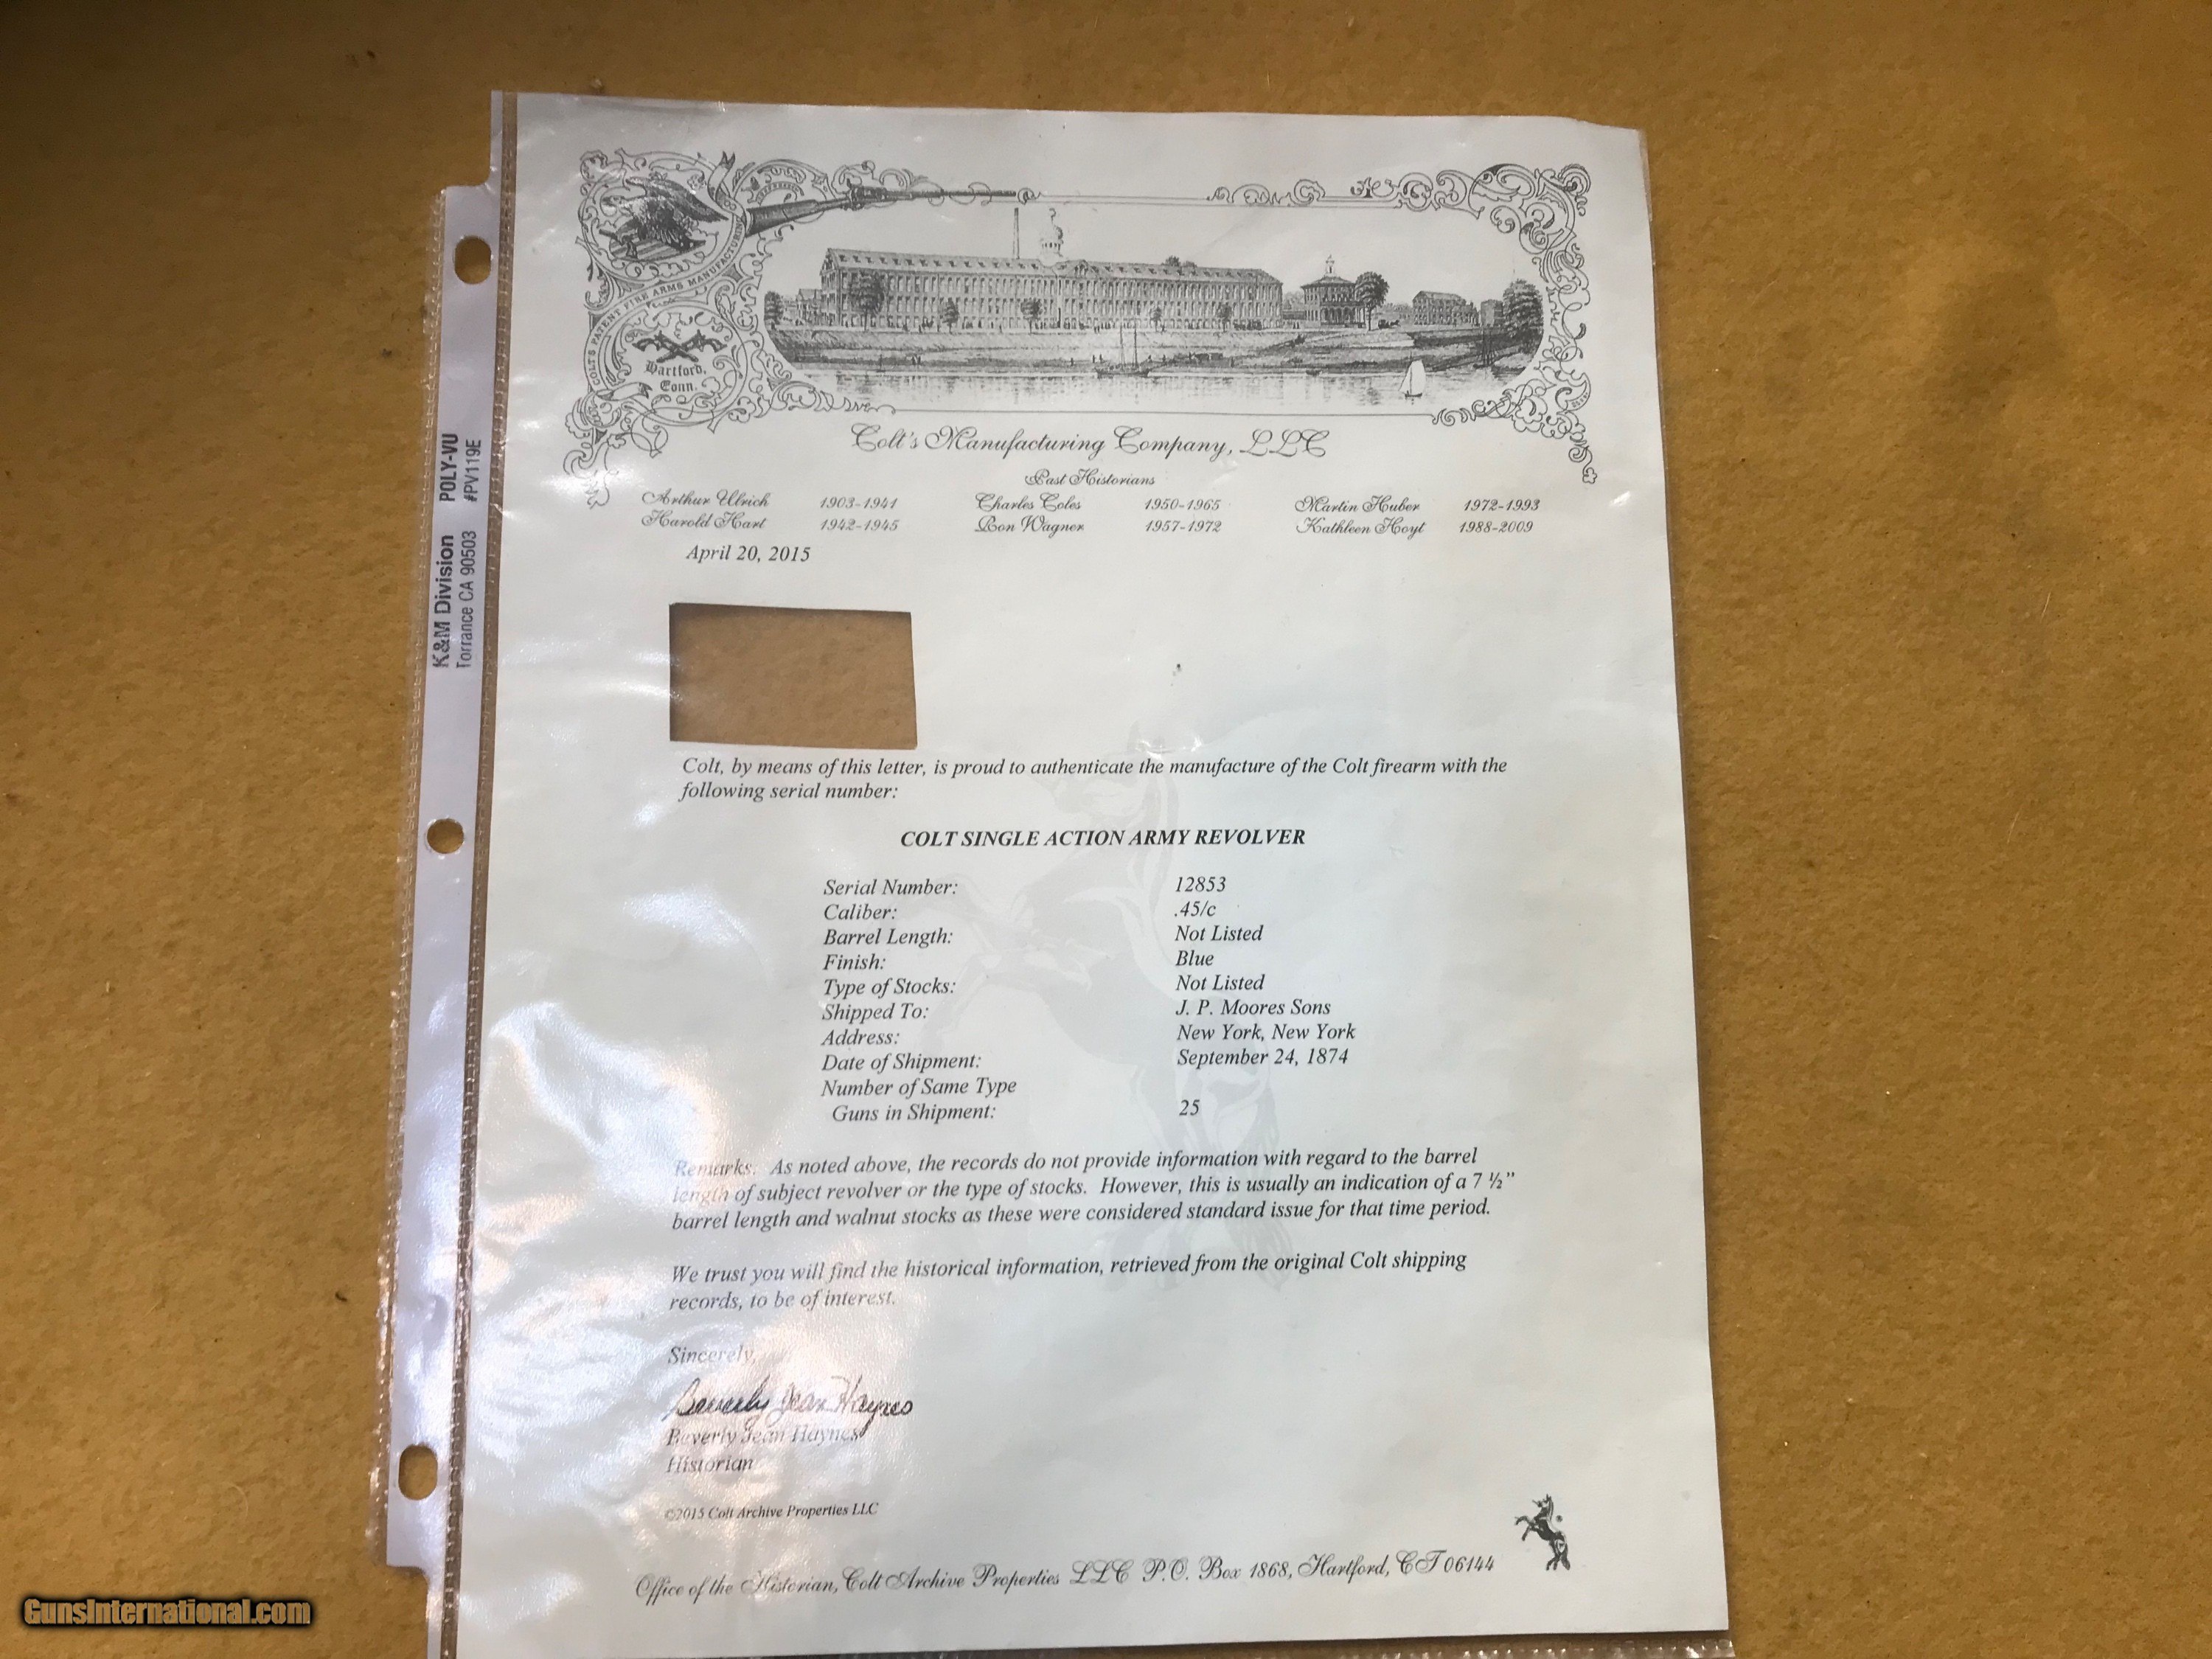 COLT'S PATENT FIRE ARMS MANUFACTURING
Hartford,
Conn.
Colt's Manufacturing Company, LLC
Past Historians
Arthur Ulrich 1903-1941 Charles Coles 1950-1965 Martin Huber 1972-1993
Harold Hart 1942-1945 Ron Wagner 1957-1972 Kathleen Hoyt 1988-2009
April 20, 2015
Colt, by means of this letter, is proud to authenticate the manufacture of the Colt firearm with the
following serial number:
COLT SINGLE ACTION ARMY REVOLVER
Serial Number: 12853
Caliber: .45/c
Barrel Length: Not Listed
Finish: Blue
Type of Stocks: Not Listed
Shipped To: J. P. Moores Sons
Address: New York, New York
Date of Shipment: September 24, 1874
Number of Same Type
Guns in Shipment: 25
Remarks: As noted above, the records do not provide information with regard to the barrel
length of subject revolver or the type of stocks. However, this is usually an indication of a 7 ½"
barrel length and walnut stocks as these were considered standard issue for that time period.
We trust you will find the historical information, retrieved from the original Colt shipping
records, to be of interest.
Sincerely,
Beverly Jean Haynes
Beverly Jean Haynes
Historian
©2015 Colt Archive Properties LLC
Office of the Historian, Colt Archive Properties LLC P.O. Box 1868, Hartford, CT 06144
K&M Division POLY-VU
Torrance CA 90503 #PV119E
GunsInternational.com